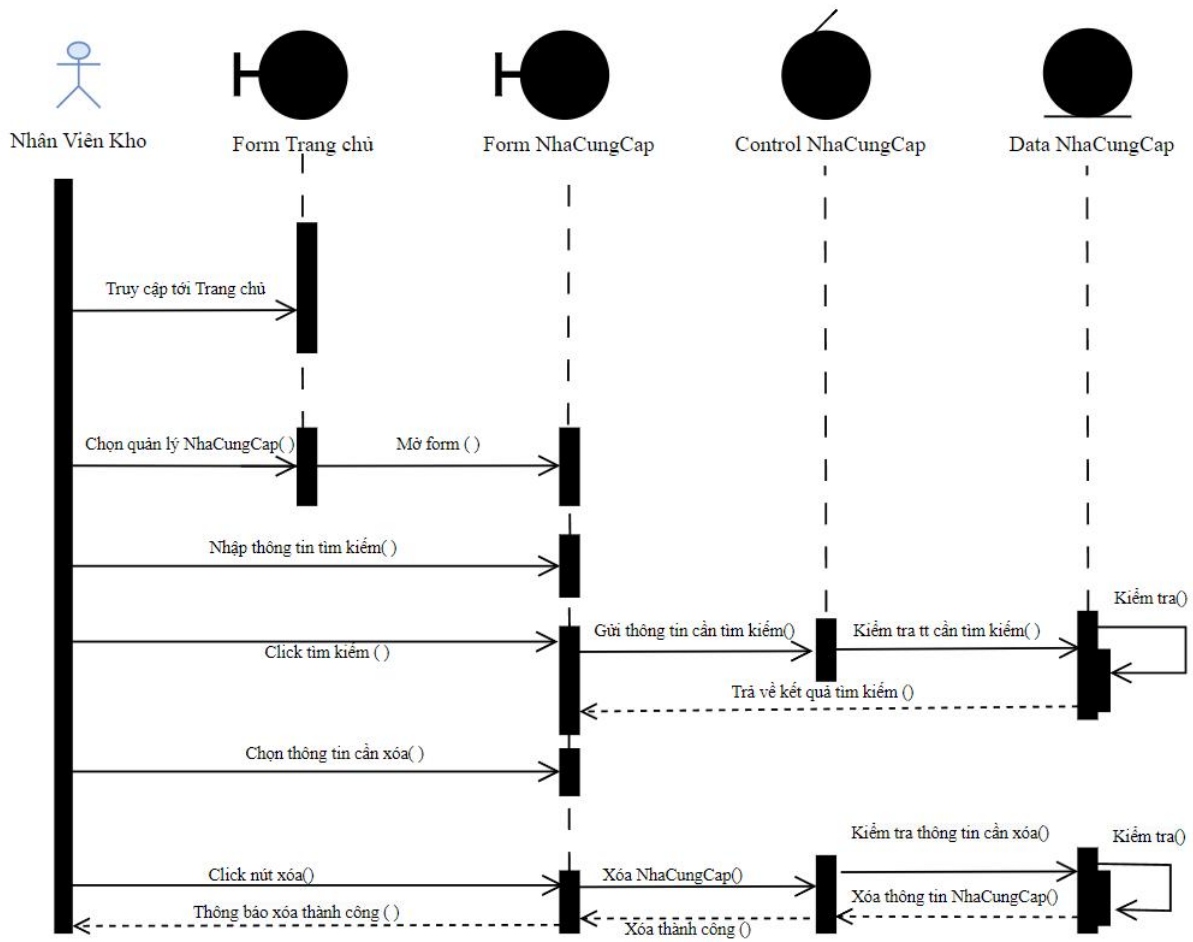 Nhân Viên Kho
Form Trang chủ
Form NhaCungCap
Control NhaCungCap
Data NhaCungCap
Truy cập tới Trang chủ
Chọn quản lý NhaCungCap( )
Mở form ( )
Nhập thông tin tìm kiếm( )
Kiểm tra()
Click tìm kiếm ( )
Gửi thông tin cần tìm kiếm()
Kiểm tra tt cần tìm kiếm( )
Trả về kết quả tìm kiếm ()
Chọn thông tin cần xóa( )
Kiểm tra thông tin cần xóa()
Kiểm tra()
Click nút xóa()
Xóa NhaCungCap()
Xóa thông tin NhaCungCap()
Thông báo xóa thành công ( )
Xóa thành công ()